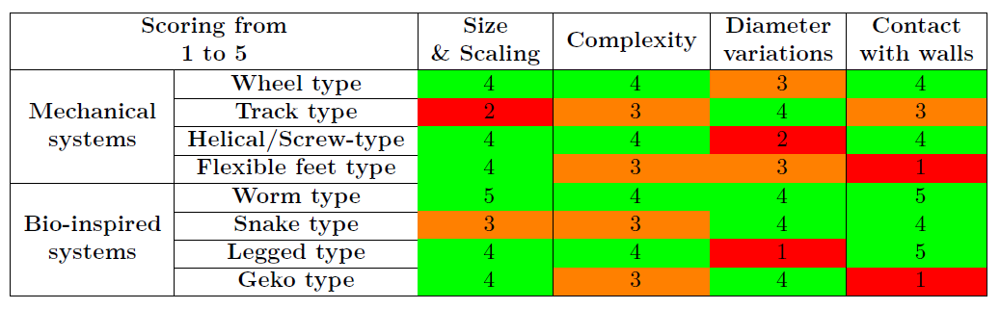 Scoring from Size Diameter Contact
1 to 5 & Scaling Complexity variations with walls
Wheel type 4 4 3 4
Mechanical Track type 2 3 4 3
systems Helical/Screw-type 4 4 2 4
Flexible feet type 4 3 3 1
Worm type 5 4 4 5
Bio-inspired Snake type 3 3 4 4
systems Legged type 4 4 1 5
Geko type 4 3 4 1